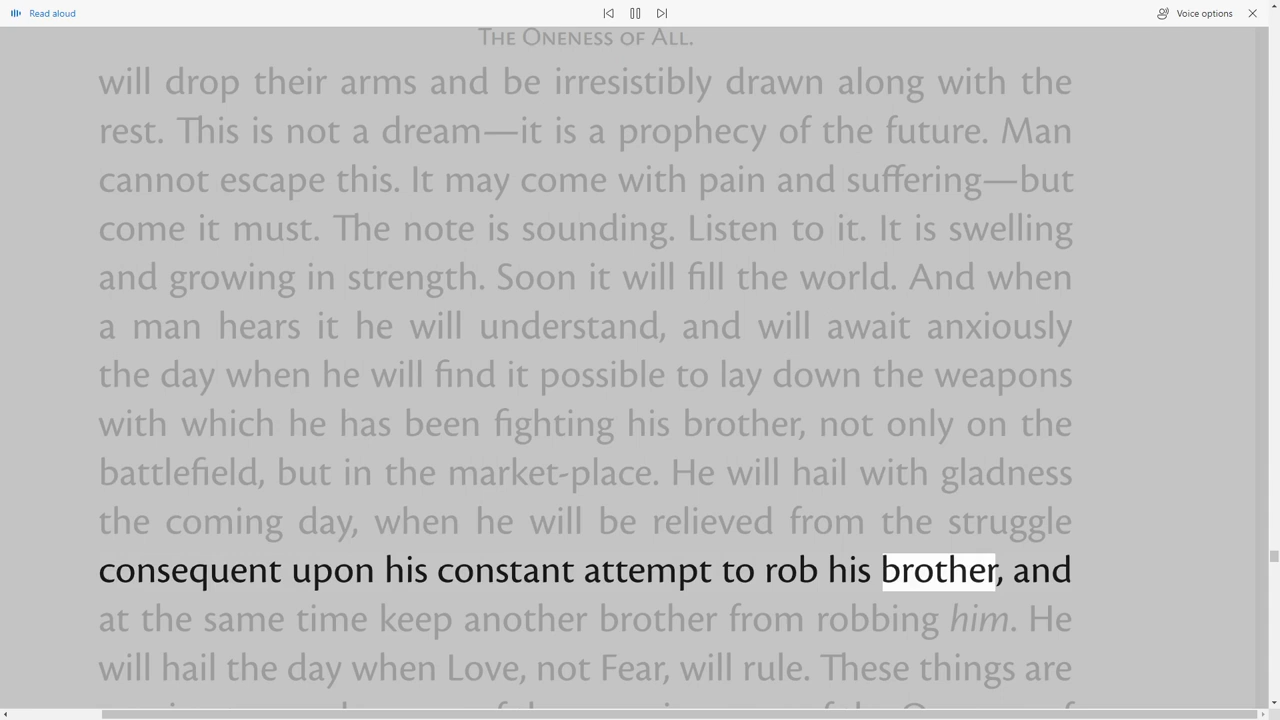 Read aloud
Voice options
The Oneness of All.
will drop their arms and be irresistibly drawn along with the
rest. This is not a dream—it is a prophecy of the future. Man
cannot escape this. It may come with pain and suffering—but
come it must. The note is sounding. Listen to it. It is swelling
and growing in strength. Soon it will fill the world. And when
a man hears it he will understand, and will await anxiously
the day when he will find it possible to lay down the weapons
with which he has been fighting his brother, not only on the
battlefield, but in the market-place. He will hail with gladness
the coming day, when he will be relieved from the struggle
consequent upon his constant attempt to rob his brother, and
at the same time keep another brother from robbing him. He
will hail the day when Love, not Fear, will rule. These things are